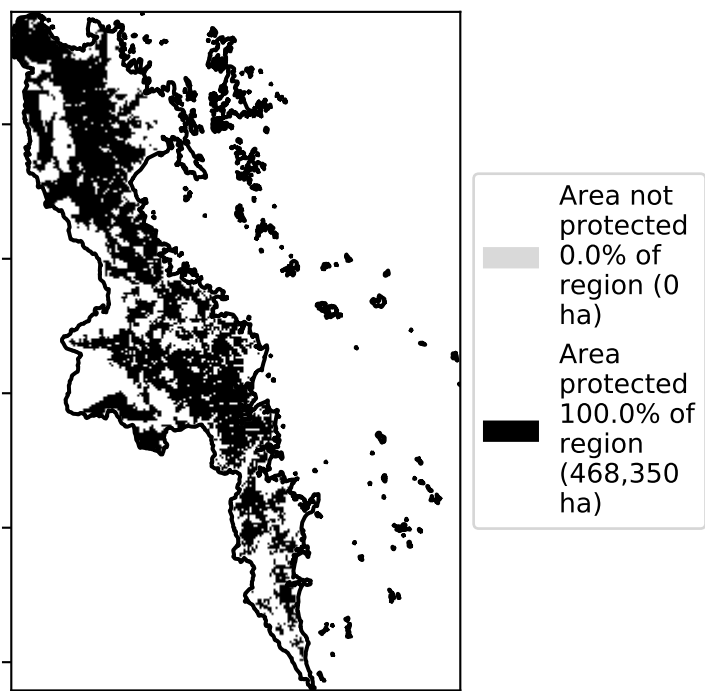 Area not
protected
0.0% of
region (0
ha)
Area
protected
100.0% of
region
(468,350
ha)